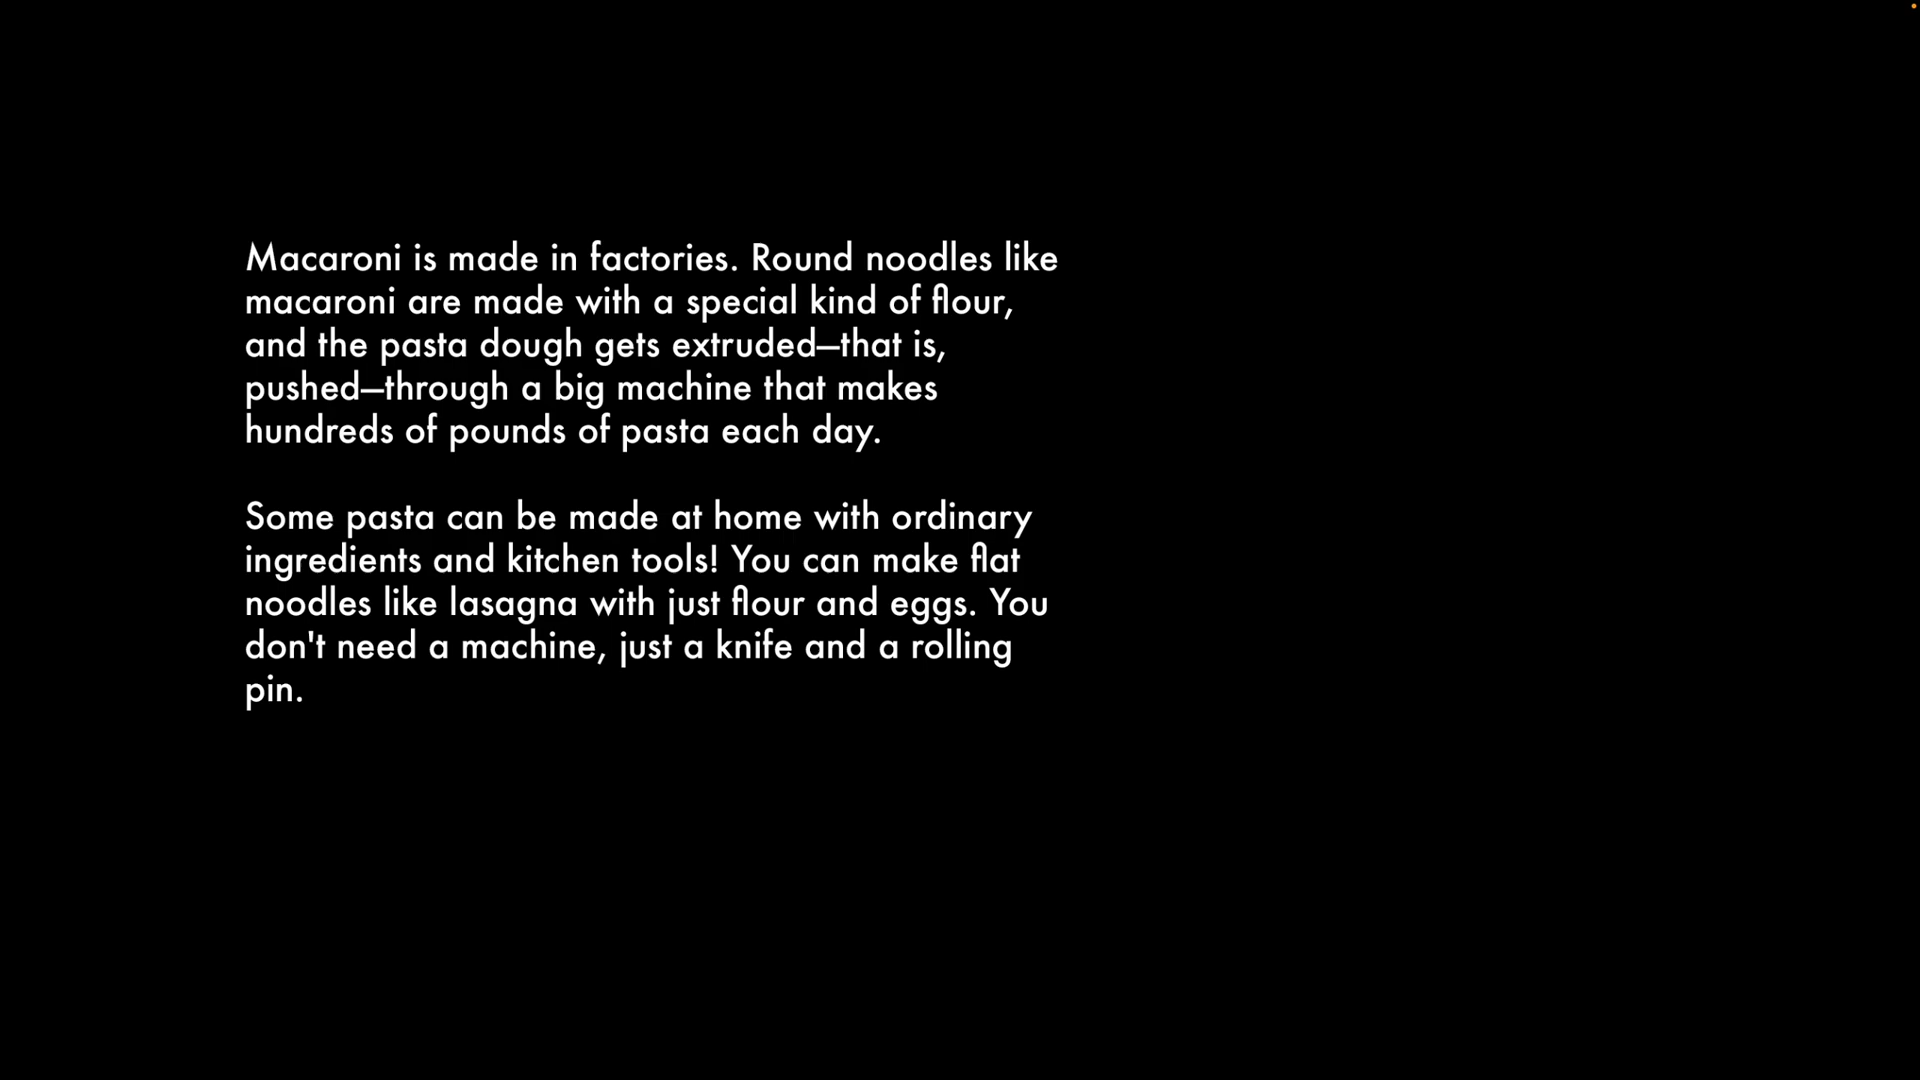 Macaroni is made in factories. Round noodles like
macaroni are made with a special kind of flour,
and the pasta dough gets extruded—that is,
pushed—through a big machine that makes
hundreds of pounds of pasta each day.
Some pasta can be made at home with ordinary
ingredients and kitchen tools! You can make flat
noodles like lasagna with just flour and eggs. You
don't need a machine, just a knife and a rolling
pin.